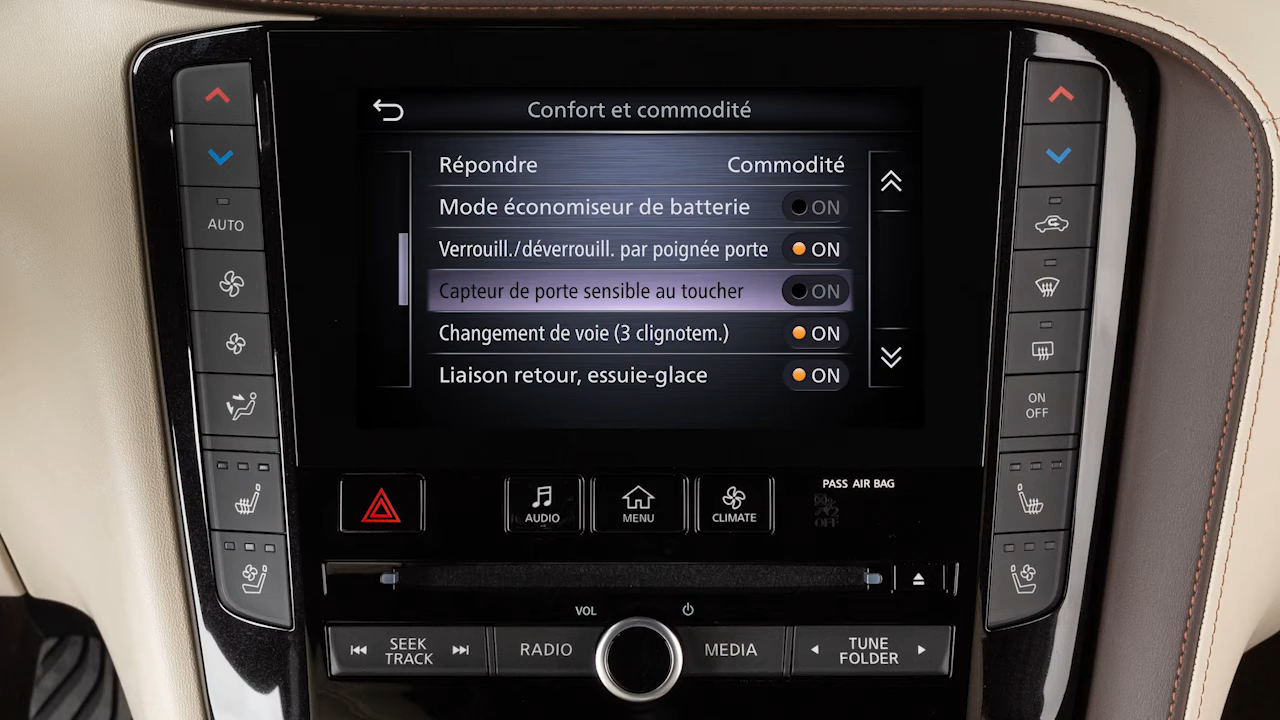 Confort et commodité
Répondre Commodité
Mode économiseur de batterie ON
Verrouill./déverrouill. par poignée porte ON
Capteur de porte sensible au toucher ON
Changement de voie (3 clignotem.) ON
Liaison retour, essuie-glace ON
AUTO
ON
OFF
PASS AIR BAG
OFF
AUDIO
MENU
CLIMATE
VOL
SEEK
TRACK
RADIO
MEDIA
TUNE
FOLDER